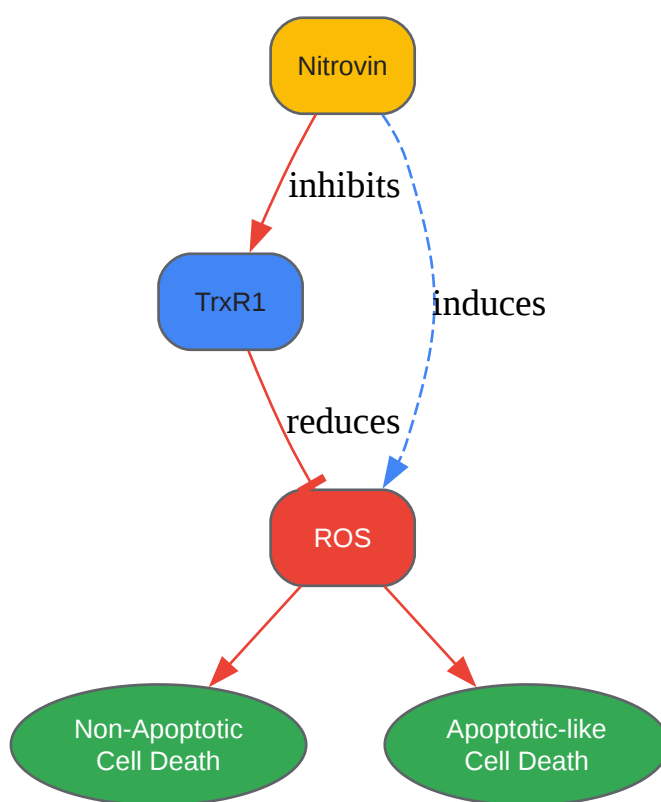 Nitrovin
inhibits
TrxR1
induces
reduces
ROS
Non-Apoptotic
Cell Death
Apoptotic-like
Cell Death